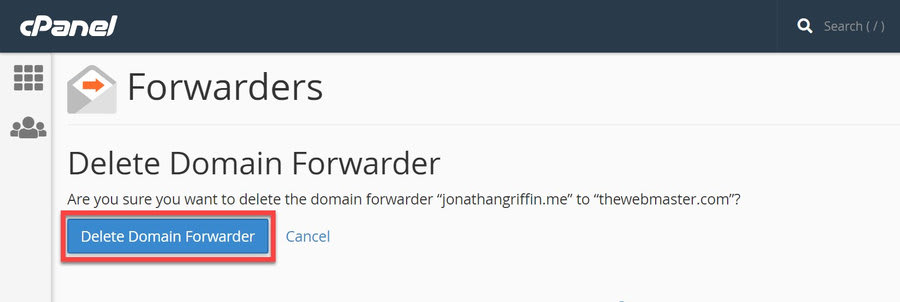 cPanel
Search ( / )
Forwarders
Delete Domain Forwarder
Are you sure you want to delete the domain forwarder “jonathangriffin.me” to “thewebmaster.com”?
Delete Domain Forwarder
Cancel